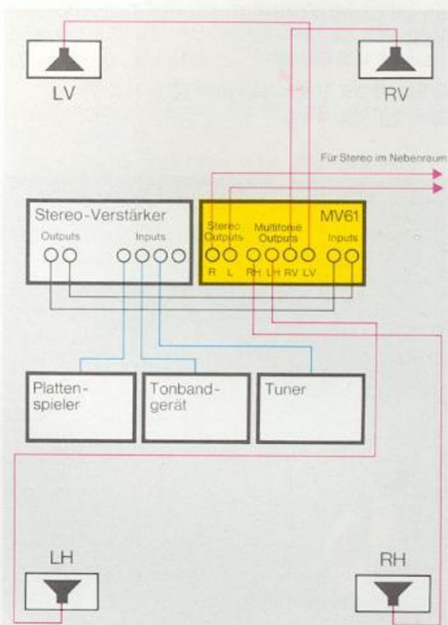 LV
RV
Für Stereo im Nebenraum
Stereo-Verstärker
Outputs
Inputs
MV61
Stereo
Outputs
Multifonie
Outputs
Inputs
R L RH LH RV LV
Platten-
spieler
Tonband-
gerät
Tuner
LH
RH